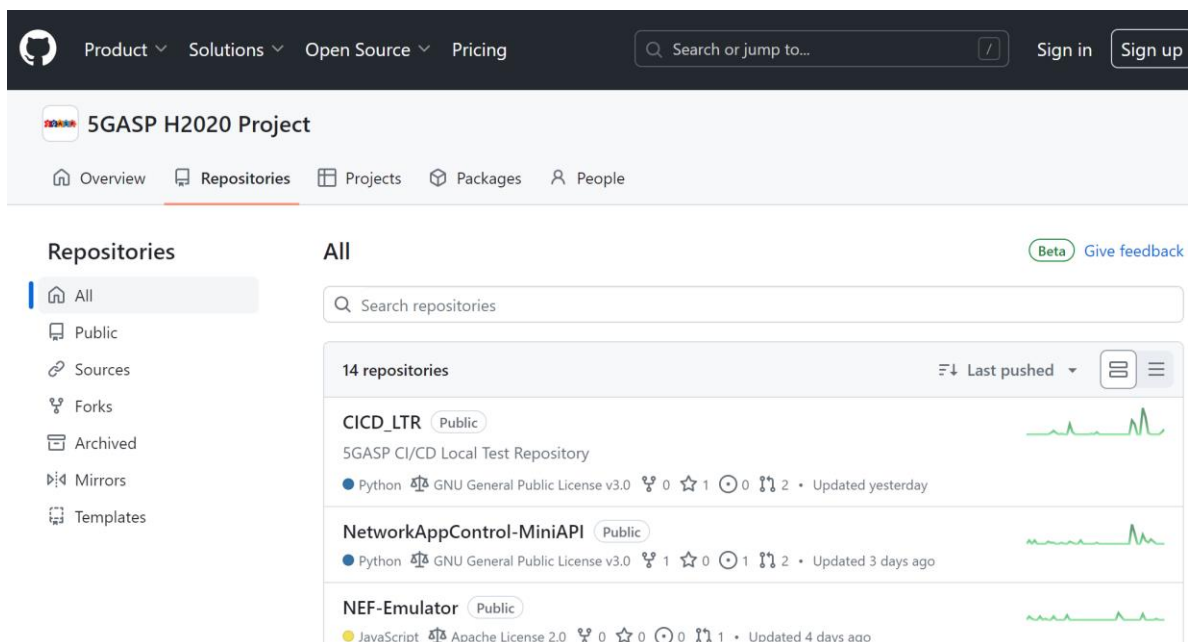 Product Solutions Open Source Pricing Search or jump to... / Sign in Sign up
5GASP H2020 Project
Overview Repositories Projects Packages People
Repositories
All
Public
Sources
Forks
Archived
Mirrors
Templates
All Beta Give feedback
Search repositories
14 repositories Last pushed
CICD_LTR Public
5GASP CI/CD Local Test Repository
Python GNU General Public License v3.0 0 1 0 2 • Updated yesterday
NetworkAppControl-MiniAPI Public
Python GNU General Public License v3.0 1 0 1 2 • Updated 3 days ago
NEF-Emulator Public
JavaScript Apache License 2.0 0 0 0 1 • Updated 4 days ago